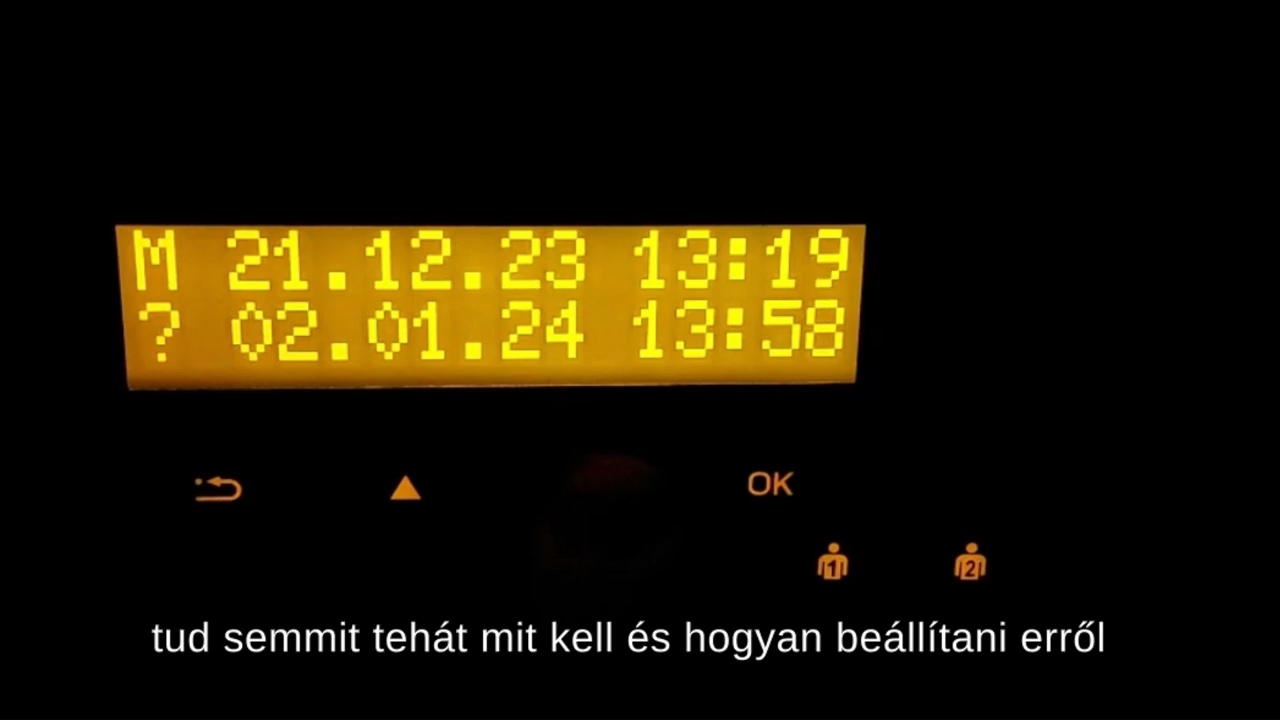 M 21.12.23 13:19
? 02.01.24 13:58
OK
1 2
tud semmit tehát mit kell és hogyan beállítani erről